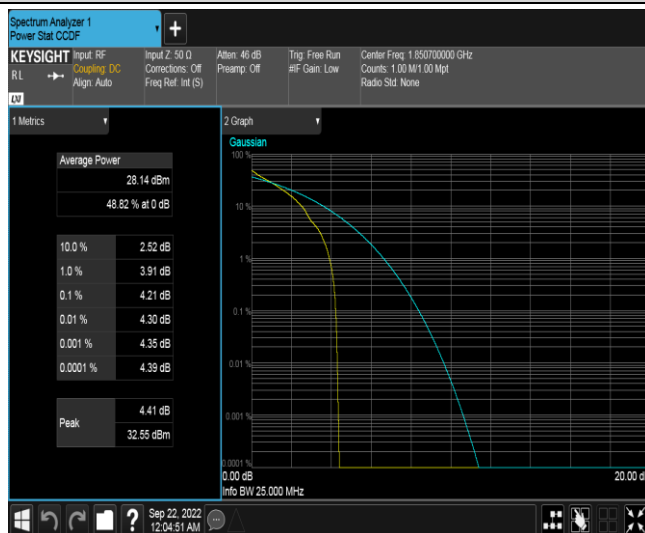 Spectrum Analyzer 1
Power Stat CCDF
KEYSIGHT
RL
LXI
Input: RF
Coupling: DC
Align: Auto
Input Z: 50 Ω
Corrections: Off
Freq Ref: Int (S)
Atten: 46 dB
Preamp: Off
Trig: Free Run
#IF Gain: Low
Center Freq: 1.850700000 GHz
Counts: 1.00 M/1.00 Mpt
Radio Std: None
1 Metrics
Average Power
28.14 dBm
48.82 % at 0 dB
10.0 % 2.52 dB
1.0 % 3.91 dB
0.1 % 4.21 dB
0.01 % 4.30 dB
0.001 % 4.35 dB
0.0001 % 4.39 dB
Peak 4.41 dB
32.55 dBm
2 Graph
Gaussian
100 %
10 %
1 %
0.1 %
0.01 %
0.001 %
0.0001 %
0.00 dB 20.00 d
Info BW 25.000 MHz
? Sep 22, 2022
12:04:51 AM